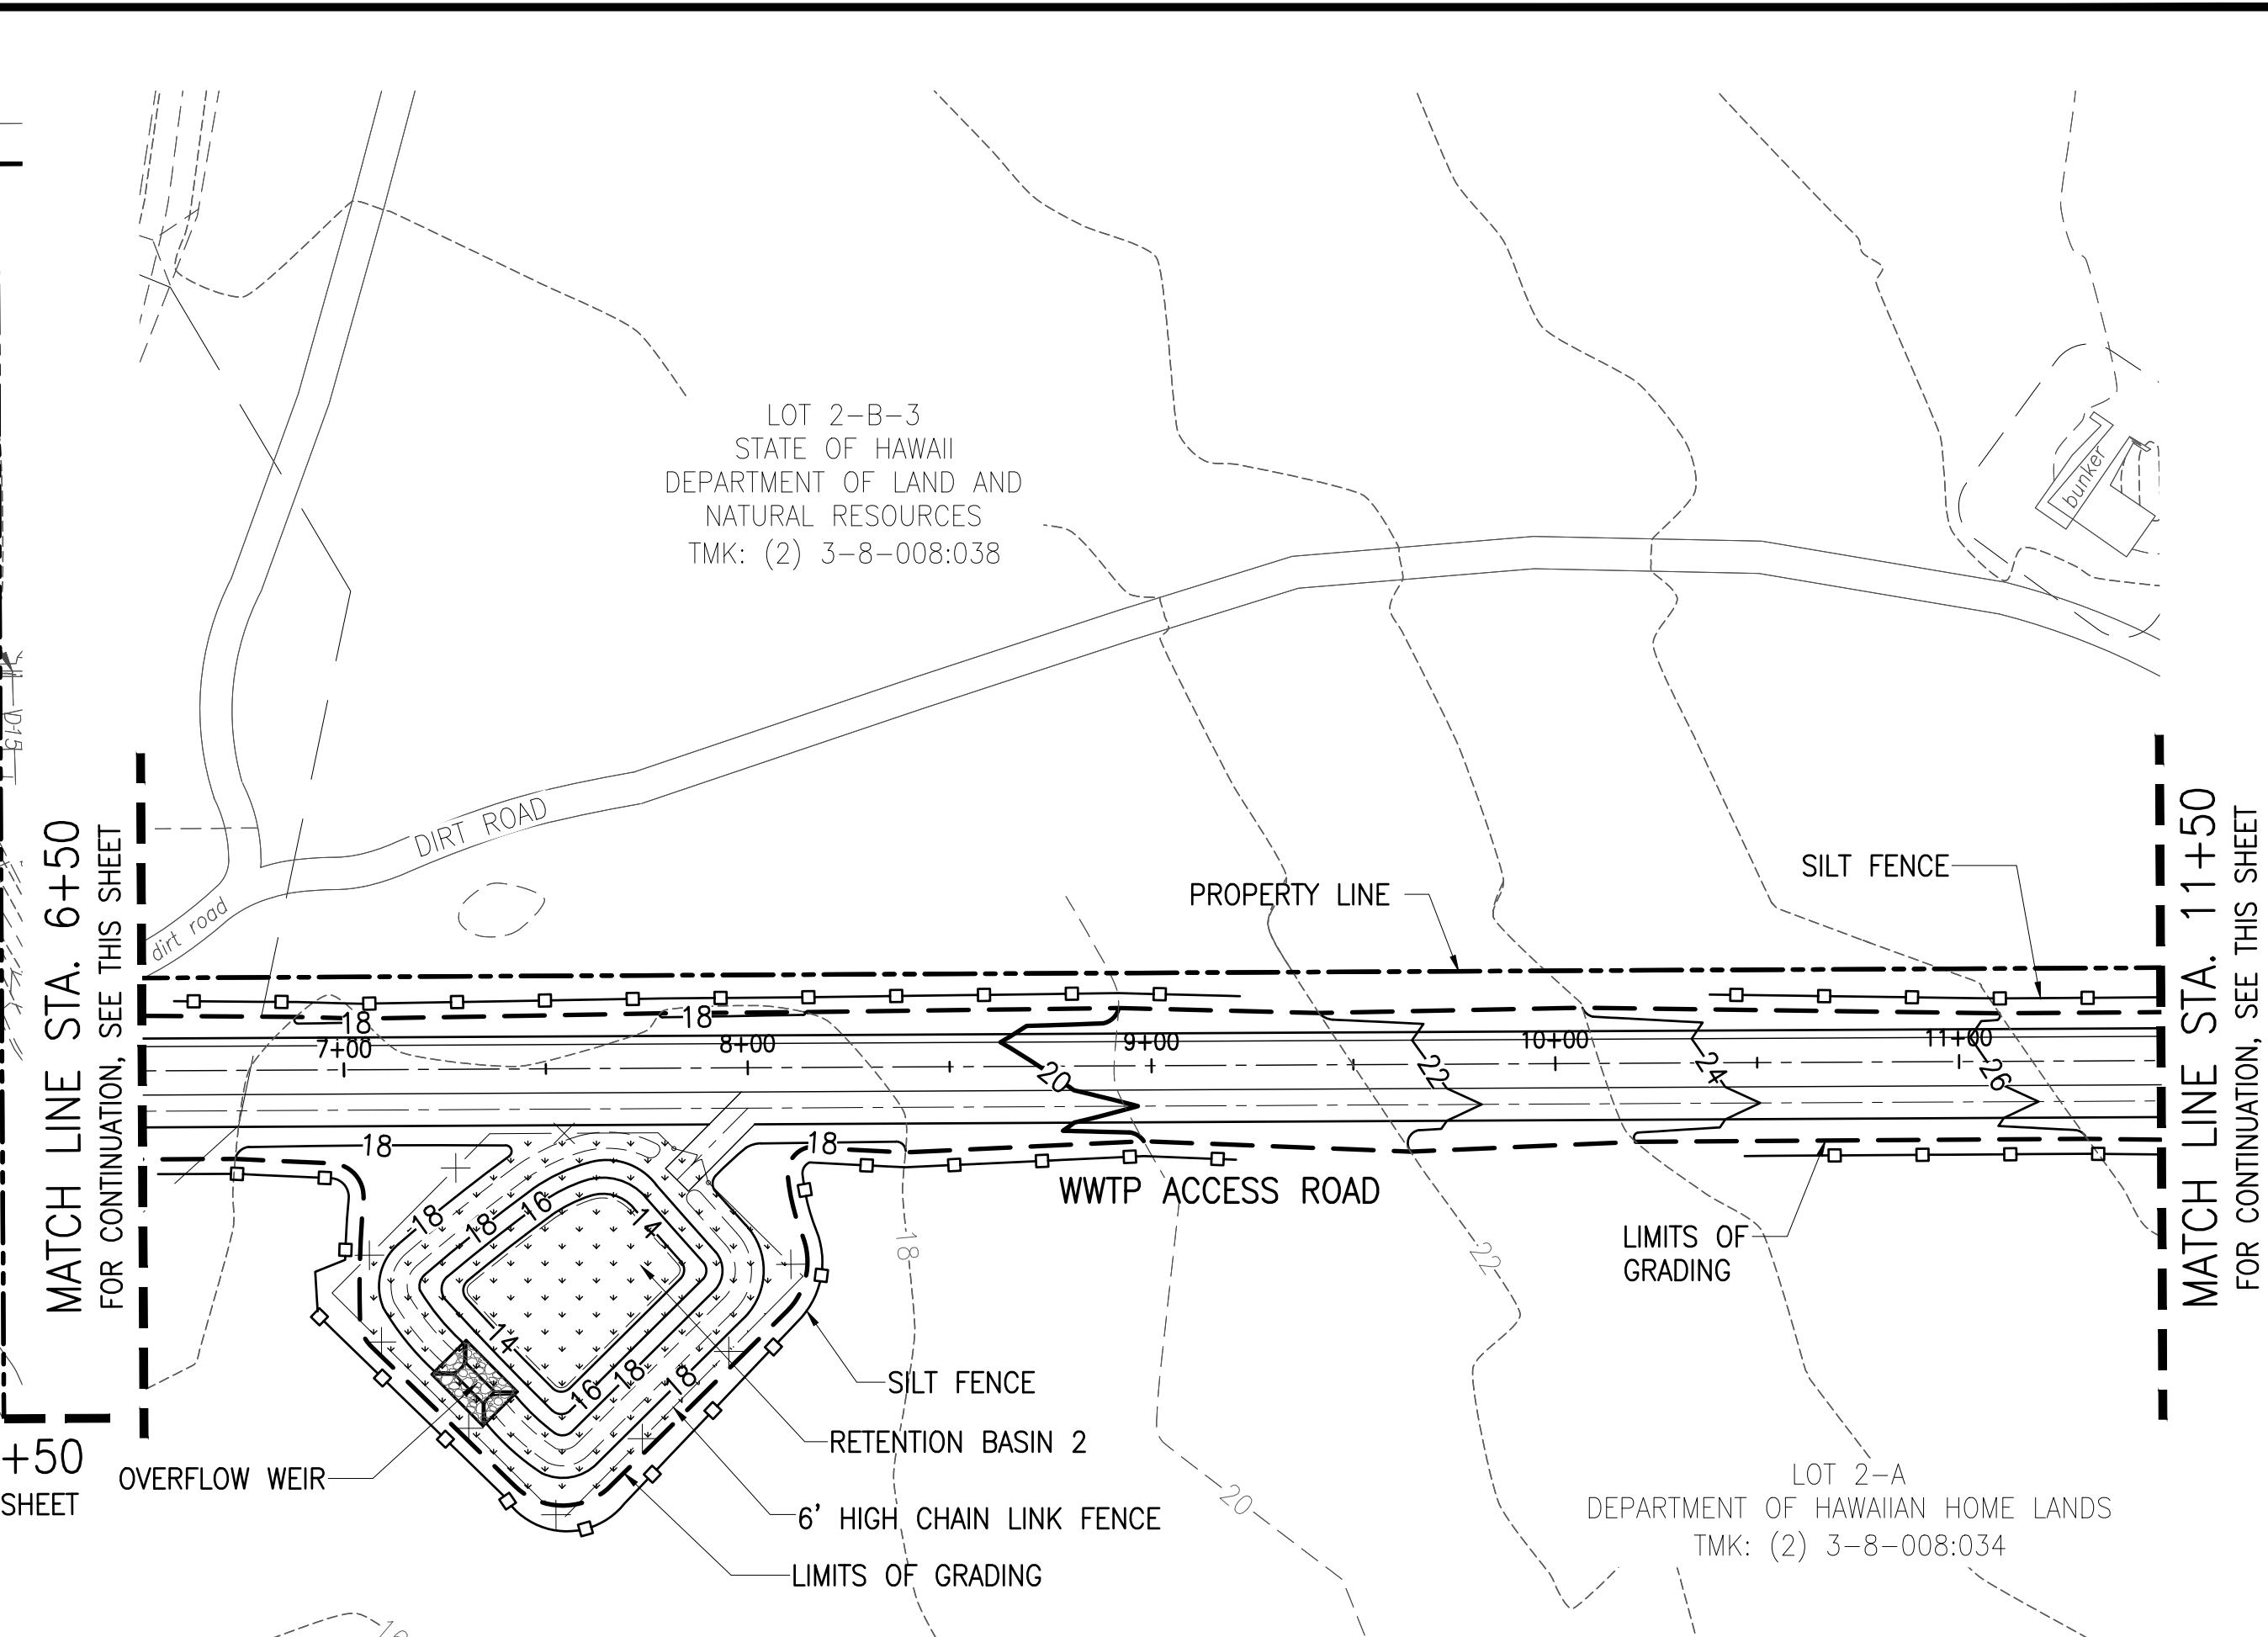 LOT 2-B-3
STATE OF HAWAII
DEPARTMENT OF LAND AND
NATURAL RESOURCES
TMK: (2) 3-8-008:038
bunker
DIRT ROAD
dirt road
MATCH LINE STA. 6+50
FOR CONTINUATION, SEE THIS SHEET
PROPERTY LINE
SILT FENCE
MATCH LINE STA. 11+50
FOR CONTINUATION, SEE THIS SHEET
18
18
7+00
8+00
9+00
10+00
11+00
20
22
24
26
18
18
WWTP ACCESS ROAD
18
18
16
14
14
16
18
18
18
22
20
LIMITS OF
GRADING
SILT FENCE
RETENTION BASIN 2
OVERFLOW WEIR
6' HIGH CHAIN LINK FENCE
LIMITS OF GRADING
+50
SHEET
LOT 2-A
DEPARTMENT OF HAWAIIAN HOME LANDS
TMK: (2) 3-8-008:034